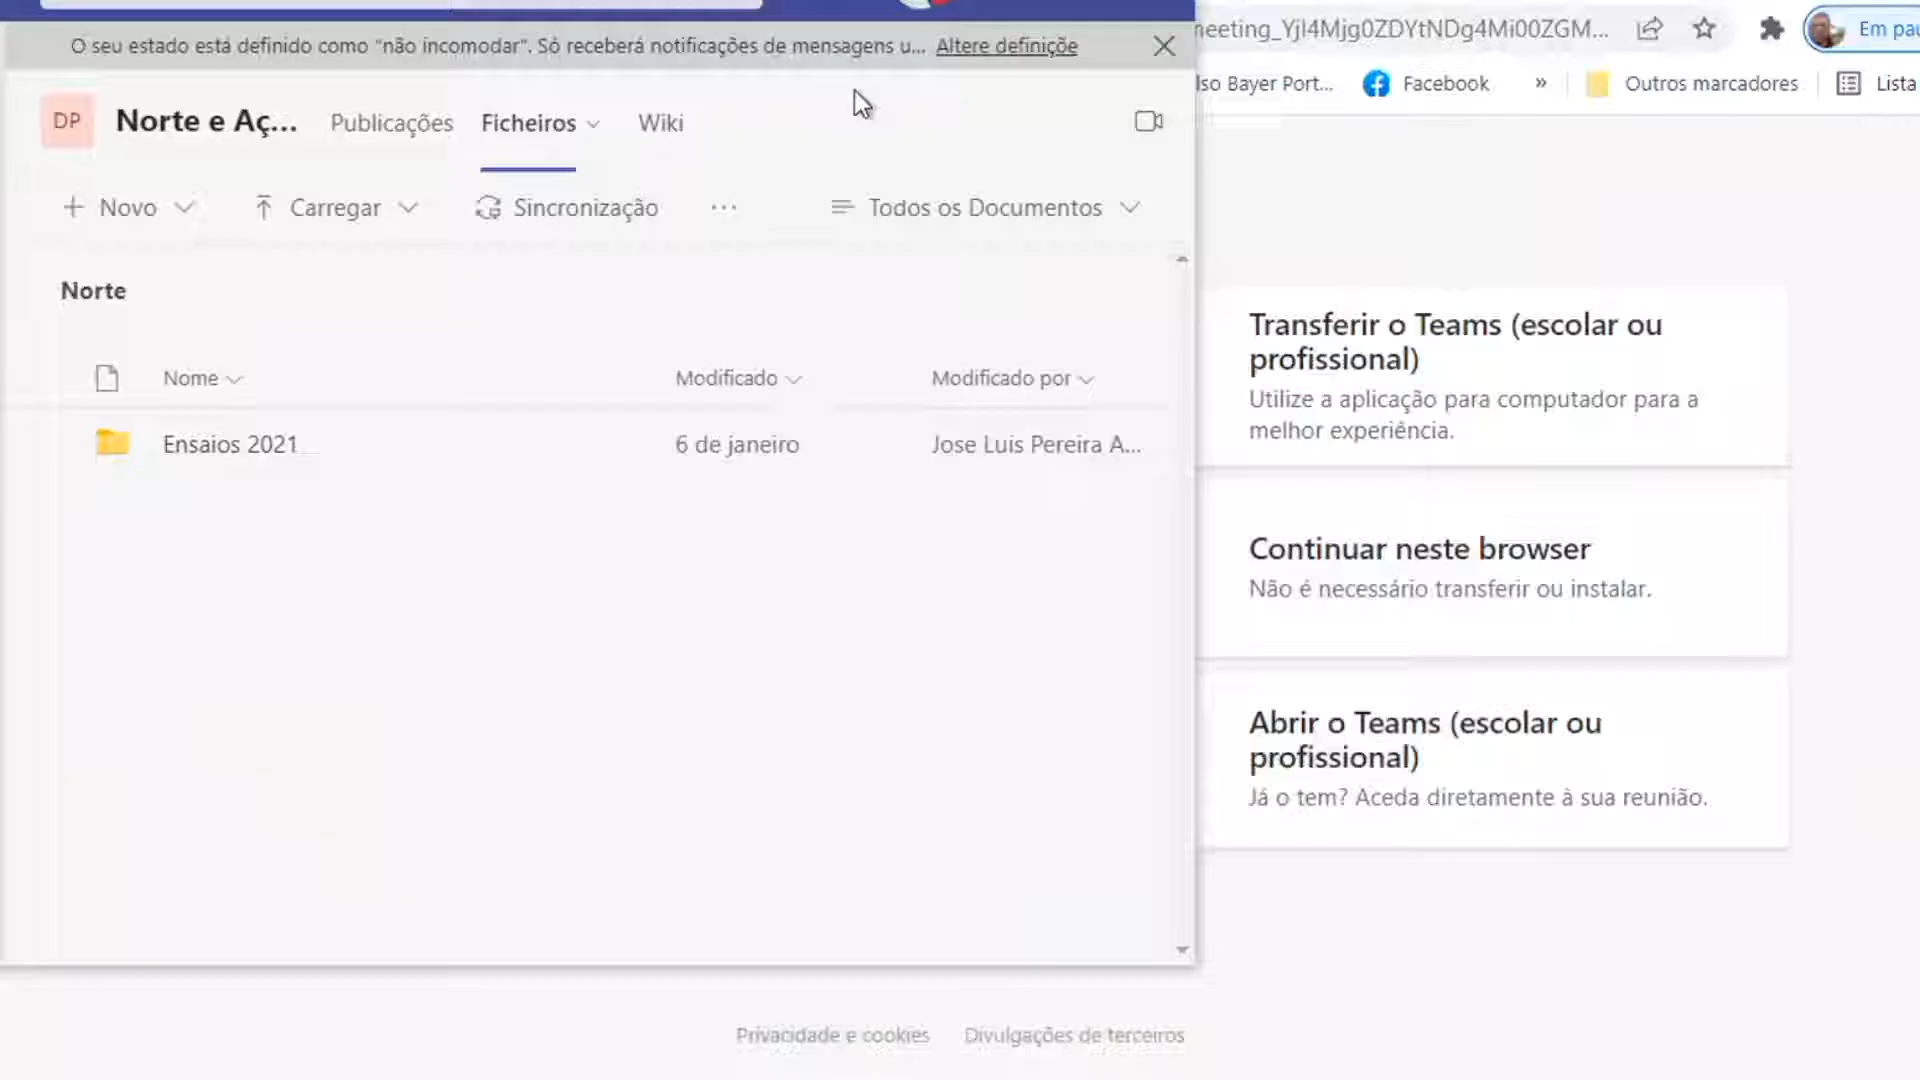 O seu estado está definido como "não incomodar". Só receberá notificações de mensagens u... Altere definiçõe
DP Norte e Aç... Publicações Ficheiros Wiki
Novo Carregar Sincronização ... Todos os Documentos
Norte
Nome Modificado Modificado por
Ensaios 2021 6 de janeiro Jose Luis Pereira A...
neeting_YjI4Mjg0ZDYtNDg4Mi00ZGM... Em pau
lso Bayer Port... Facebook » Outros marcadores Lista
Transferir o Teams (escolar ou
profissional)
Utilize a aplicação para computador para a
melhor experiência.
Continuar neste browser
Não é necessário transferir ou instalar.
Abrir o Teams (escolar ou
profissional)
Já o tem? Aceda diretamente à sua reunião.
Privacidade e cookies Divulgações de terceiros